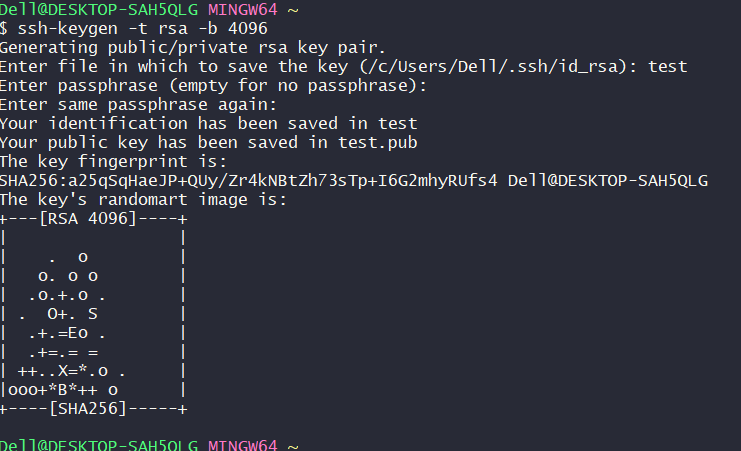 Dell@DESKTOP-SAH5QLG MINGW64 ~
$ ssh-keygen -t rsa -b 4096
Generating public/private rsa key pair.
Enter file in which to save the key (/c/Users/Dell/.ssh/id_rsa): test
Enter passphrase (empty for no passphrase):
Enter same passphrase again:
Your identification has been saved in test
Your public key has been saved in test.pub
The key fingerprint is:
SHA256:a25qSqHaeJP+QUy/Zr4kNBtZh73sTp+I6G2mhyRUfs4 Dell@DESKTOP-SAH5QLG
The key's randomart image is:
+---[RSA 4096]----+
|                 |
|    .  o         |
|   o. o o        |
|  .o.+.o .       |
| .  O+. S        |
|  .+.=Eo .       |
|  .+=.= =        |
| ++..X=*.o .     |
|ooo+*B*++ o      |
+----[SHA256]-----+
Dell@DESKTOP-SAH5QLG MINGW64 ~